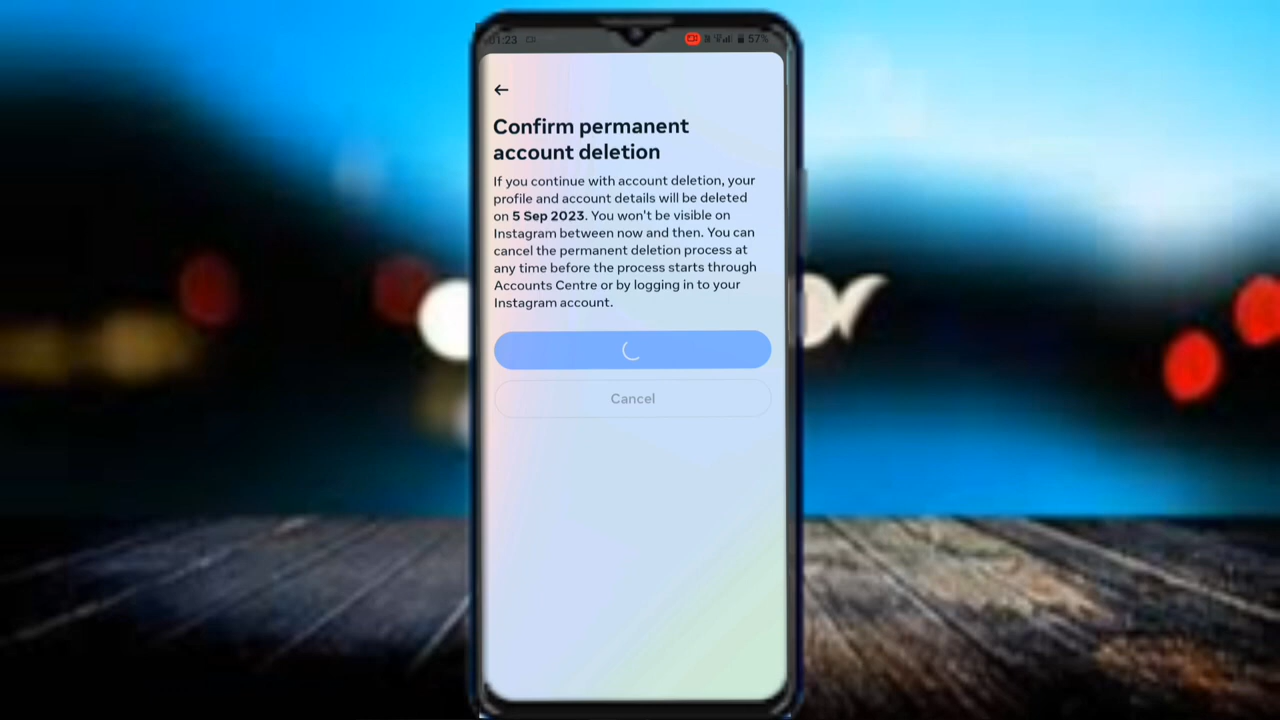 01:23 57%
Confirm permanent
account deletion
If you continue with account deletion, your
profile and account details will be deleted
on 5 Sep 2023. You won't be visible on
Instagram between now and then. You can
cancel the permanent deletion process at
any time before the process starts through
Accounts Centre or by logging in to your
Instagram account.
Cancel